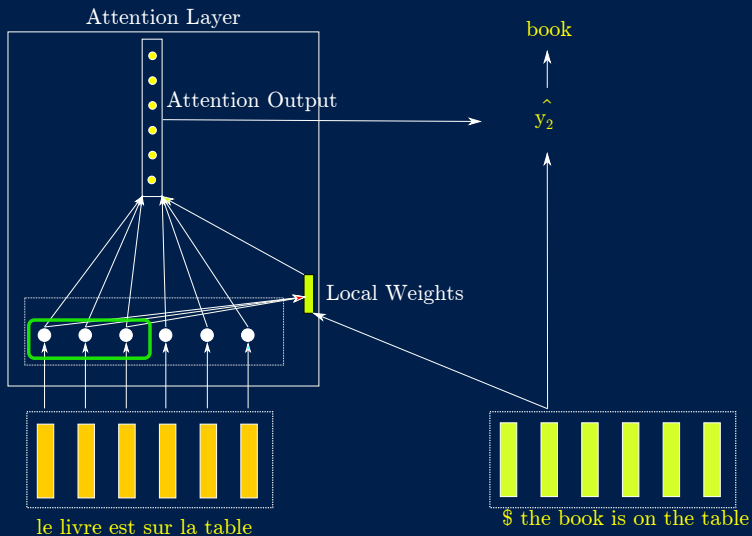 Attention Layer
book
Attention Output
ŷ₂
Local Weights
le livre est sur la table
$ the book is on the table